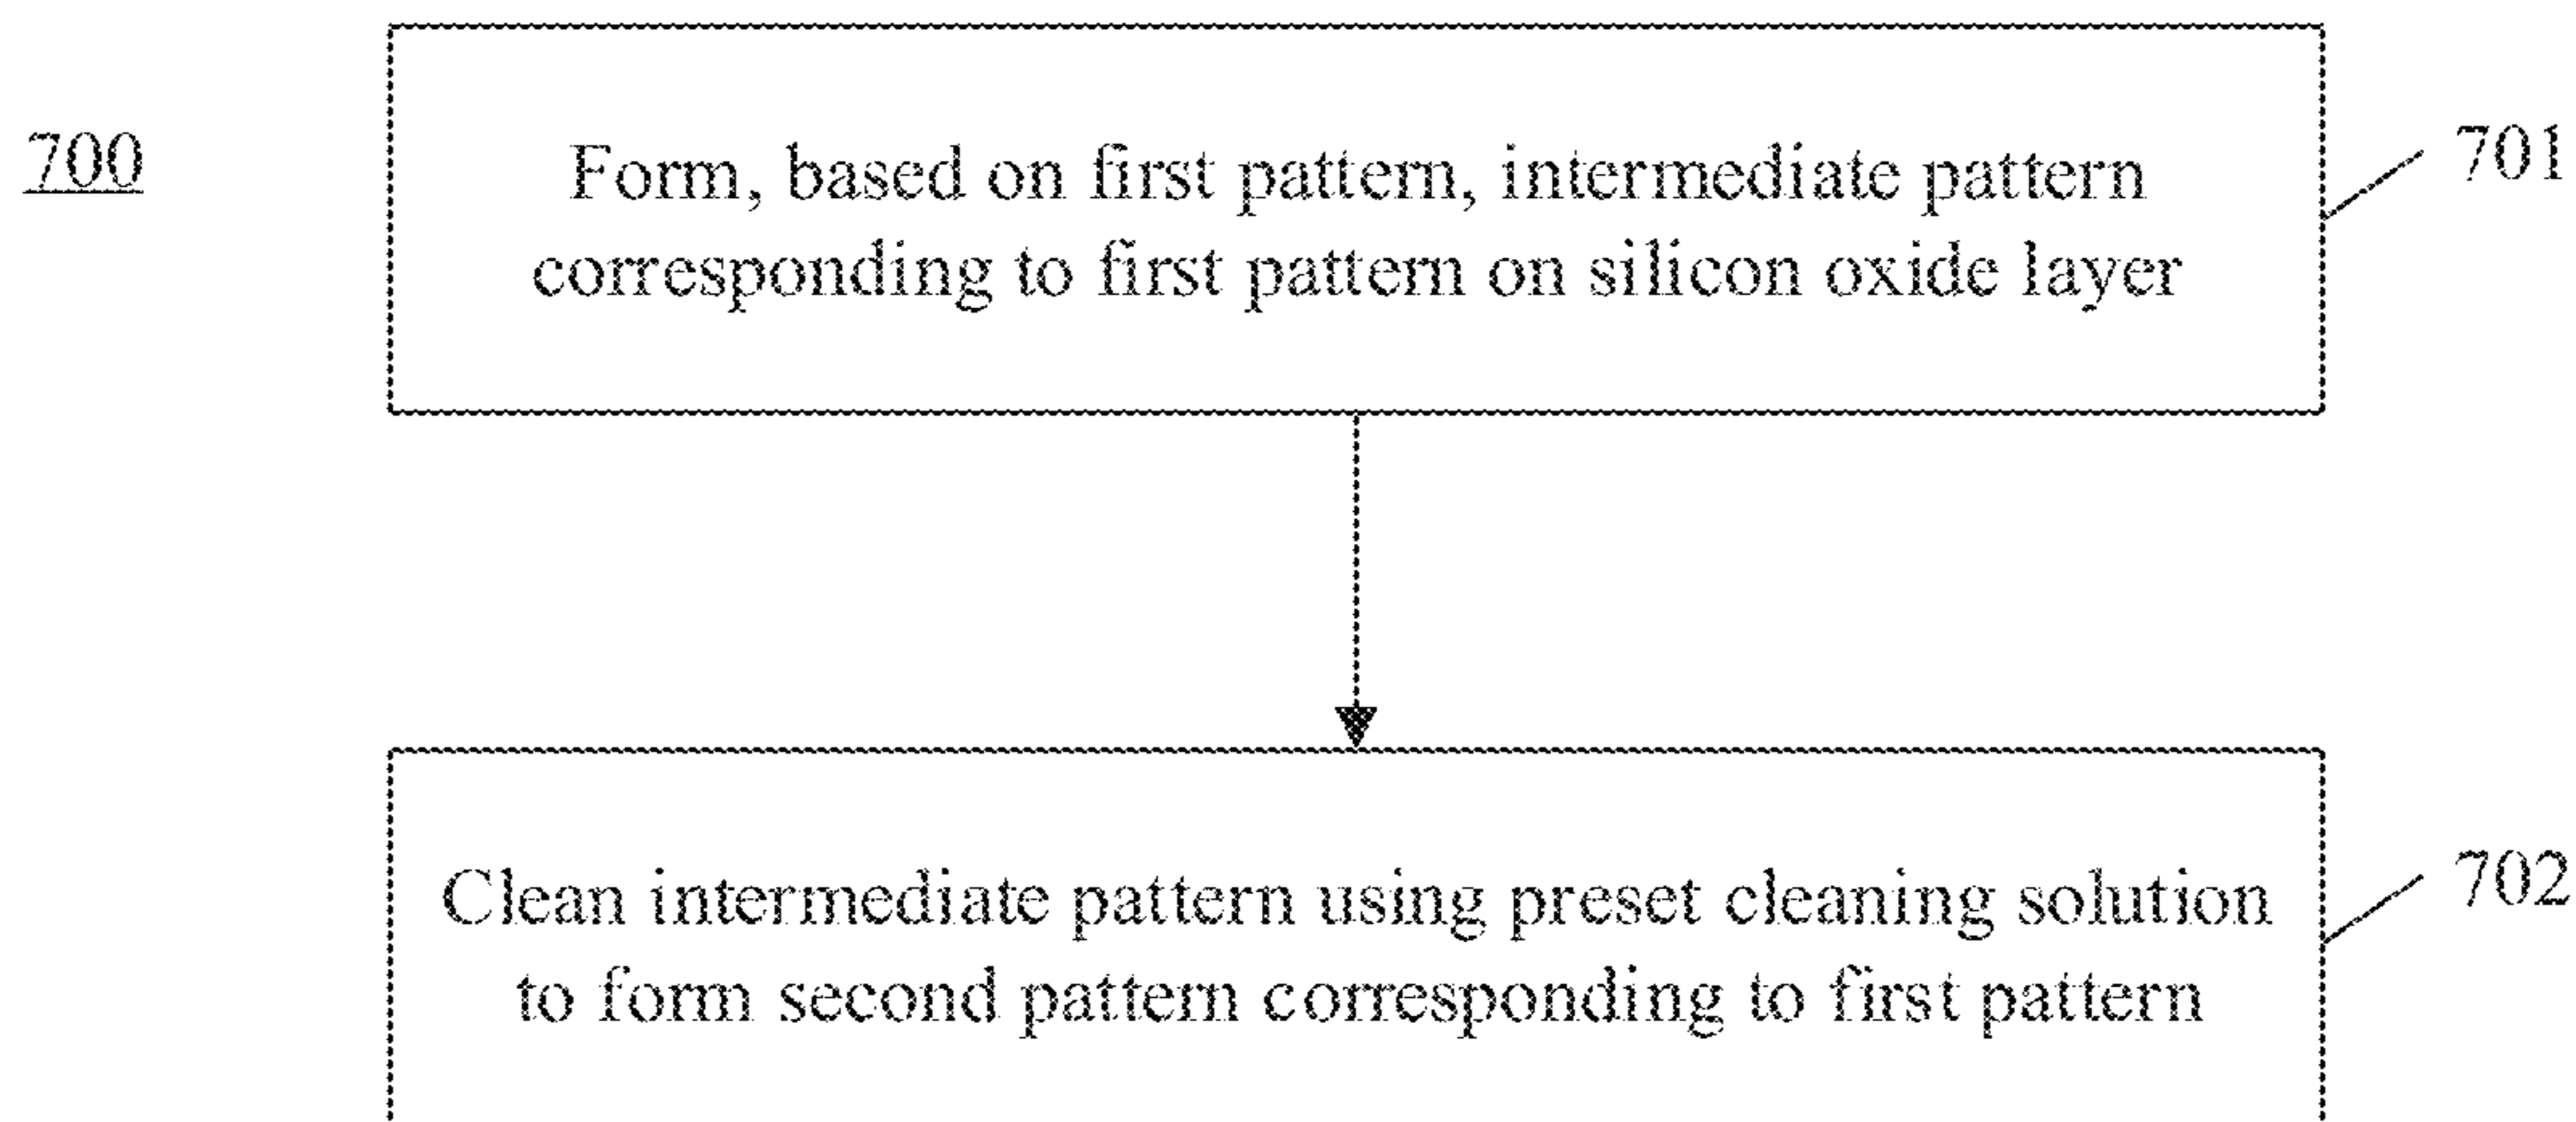 700
Form, based on first pattern, intermediate pattern
corresponding to first pattern on silicon oxide layer
701
Clean intermediate pattern using preset cleaning solution
to form second pattern corresponding to first pattern
702